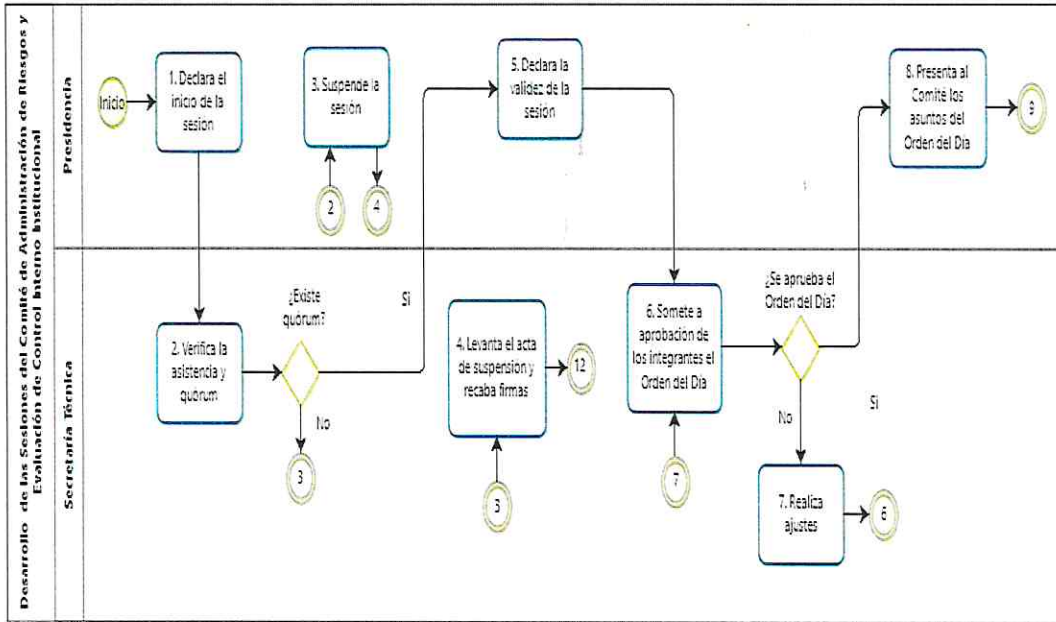 Desarrollo de las Sesiones del Comité de Administración de Riesgos y
Evaluación de Control Interno Institucional
Presidencia
Inicio
1. Declara el
inicio de la
sesión
3. Suspende la
sesión
2
4
5. Declara la
validez de la
sesión
8. Presenta al
Comité los
asuntos del
Orden del Día
9
Secretaría Técnica
2. Verifica la
asistencia y
quórum
¿Existe
quórum?
Si
No
3
4. Levanta el acta
de suspensión y
recaba firmas
12
3
6. Somete a
aprobación de
los integrantes el
Orden del Día
7
¿Se aprueba el
Orden del Día?
Si
No
7. Realiza
ajustes
6